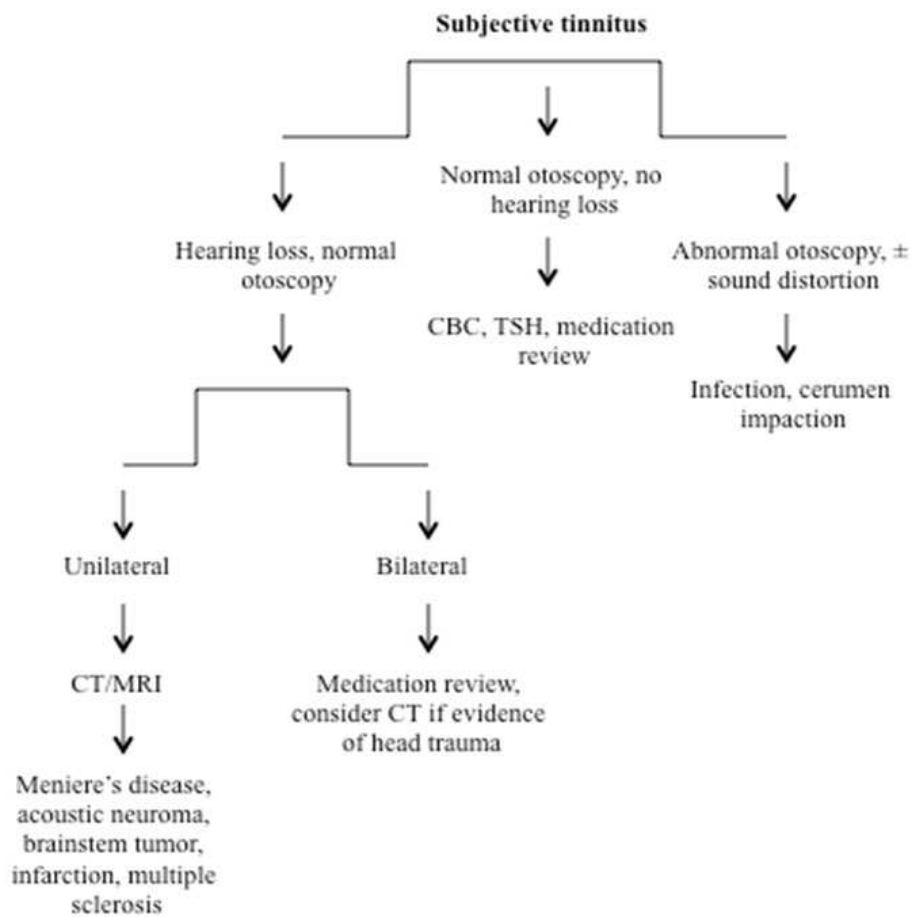 Subjective tinnitus
Normal otoscopy, no
hearing loss
Hearing loss, normal
otoscopy
Abnormal otoscopy, ±
sound distortion
CBC, TSH, medication
review
Infection, cerumen
impaction
Unilateral
Bilateral
CT/MRI
Medication review,
consider CT if evidence
of head trauma
Meniere’s disease,
acoustic neuroma,
brainstem tumor,
infarction, multiple
sclerosis